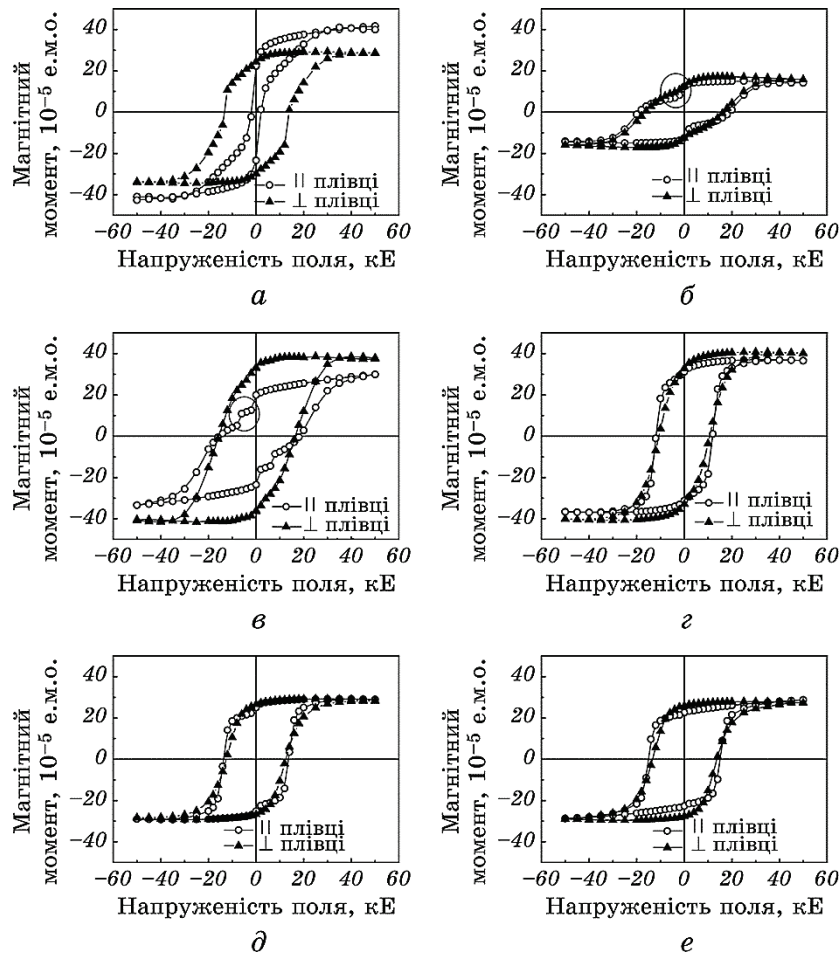 40
20
0
−20
−40
−60 −40 −20 0 20 40 60
Магнітний
момент, 10⁻⁵ е.м.о.
|| плівці
⊥ плівці
Напруженість поля, кЕ
а
40
20
0
−20
−40
−60 −40 −20 0 20 40 60
Магнітний
момент, 10⁻⁵ е.м.о.
|| плівці
⊥ плівці
Напруженість поля, кЕ
б
40
20
0
−20
−40
−60 −40 −20 0 20 40 60
Магнітний
момент, 10⁻⁵ е.м.о.
|| плівці
⊥ плівці
Напруженість поля, кЕ
в
40
20
0
−20
−40
−60 −40 −20 0 20 40 60
Магнітний
момент, 10⁻⁵ е.м.о.
|| плівці
⊥ плівці
Напруженість поля, кЕ
г
40
20
0
−20
−40
−60 −40 −20 0 20 40 60
Магнітний
момент, 10⁻⁵ е.м.о.
|| плівці
⊥ плівці
Напруженість поля, кЕ
д
40
20
0
−20
−40
−60 −40 −20 0 20 40 60
Магнітний
момент, 10⁻⁵ е.м.о.
|| плівці
⊥ плівці
Напруженість поля, кЕ
е